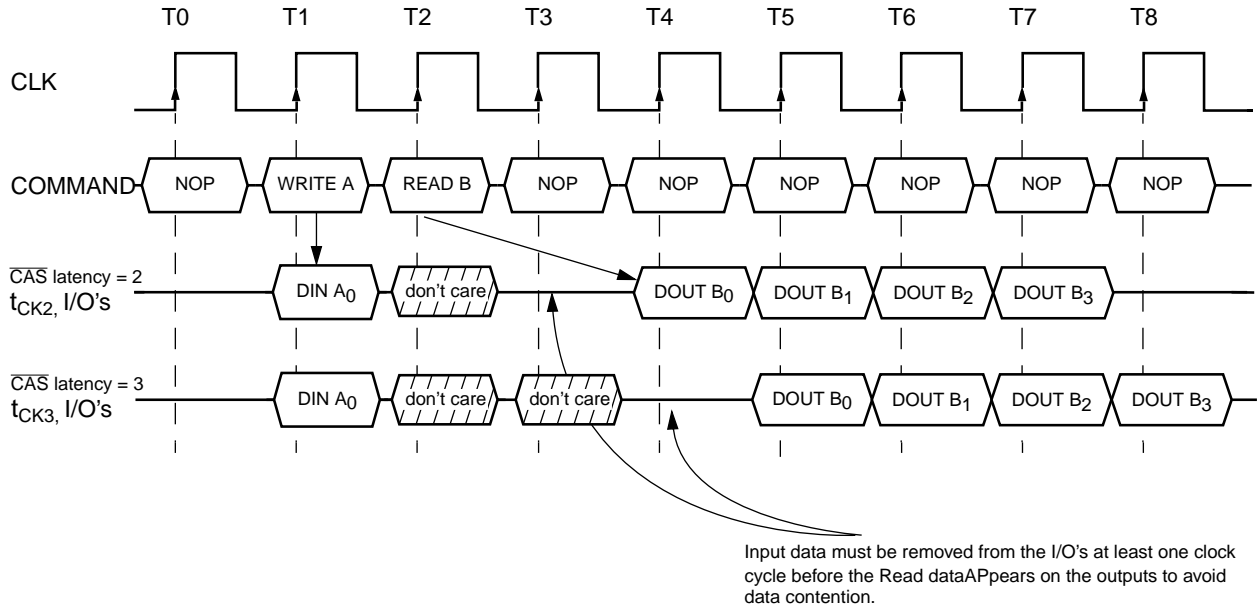 T0 T1 T2 T3 T4 T5 T6 T7 T8
CLK
COMMAND NOP WRITE A READ B NOP NOP NOP NOP NOP NOP
CAS latency = 2
tCK2, I/O's DIN A0 don't care DOUT B0 DOUT B1 DOUT B2 DOUT B3
CAS latency = 3
tCK3, I/O's DIN A0 don't care don't care DOUT B0 DOUT B1 DOUT B2 DOUT B3
Input data must be removed from the I/O's at least one clock
cycle before the Read dataAPpears on the outputs to avoid
data contention.